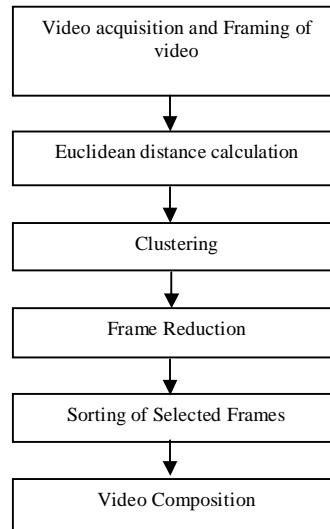 Video acquisition and Framing of
video
Euclidean distance calculation
Clustering
Frame Reduction
Sorting of Selected Frames
Video Composition